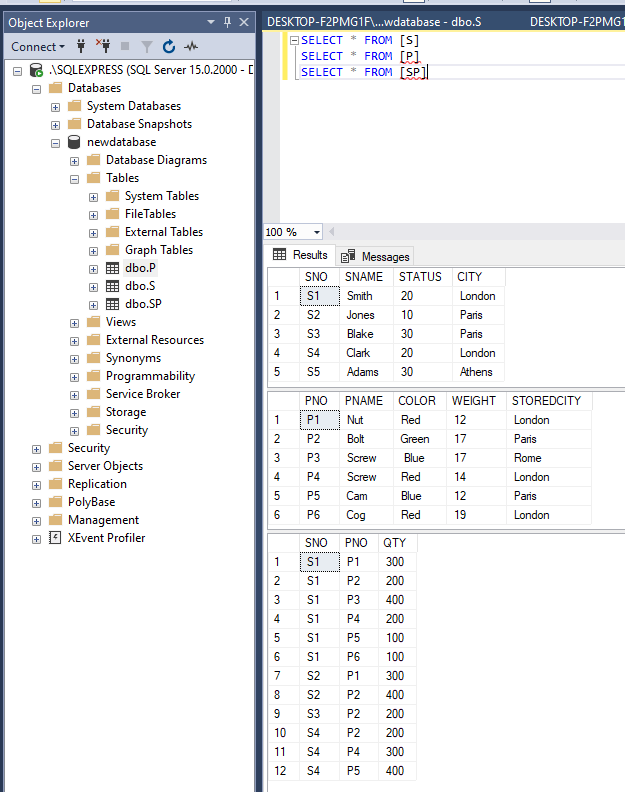 Object Explorer
Connect
.\SQLEXPRESS (SQL Server 15.0.2000 - D
Databases
System Databases
Database Snapshots
newdatabase
Database Diagrams
Tables
System Tables
FileTables
External Tables
Graph Tables
dbo.P
dbo.S
dbo.SP
Views
External Resources
Synonyms
Programmability
Service Broker
Storage
Security
Security
Server Objects
Replication
PolyBase
Management
XEvent Profiler
DESKTOP-F2PMG1F\...wdatabase - dbo.S DESKTOP-F2PMG1
SELECT * FROM [S]
SELECT * FROM [P]
SELECT * FROM [SP]
100 %
Results Messages
SNO SNAME STATUS CITY
1 S1 Smith 20 London
2 S2 Jones 10 Paris
3 S3 Blake 30 Paris
4 S4 Clark 20 London
5 S5 Adams 30 Athens
PNO PNAME COLOR WEIGHT STOREDCITY
1 P1 Nut Red 12 London
2 P2 Bolt Green 17 Paris
3 P3 Screw Blue 17 Rome
4 P4 Screw Red 14 London
5 P5 Cam Blue 12 Paris
6 P6 Cog Red 19 London
SNO PNO QTY
1 S1 P1 300
2 S1 P2 200
3 S1 P3 400
4 S1 P4 200
5 S1 P5 100
6 S1 P6 100
7 S2 P1 300
8 S2 P2 400
9 S3 P2 200
10 S4 P2 200
11 S4 P4 300
12 S4 P5 400